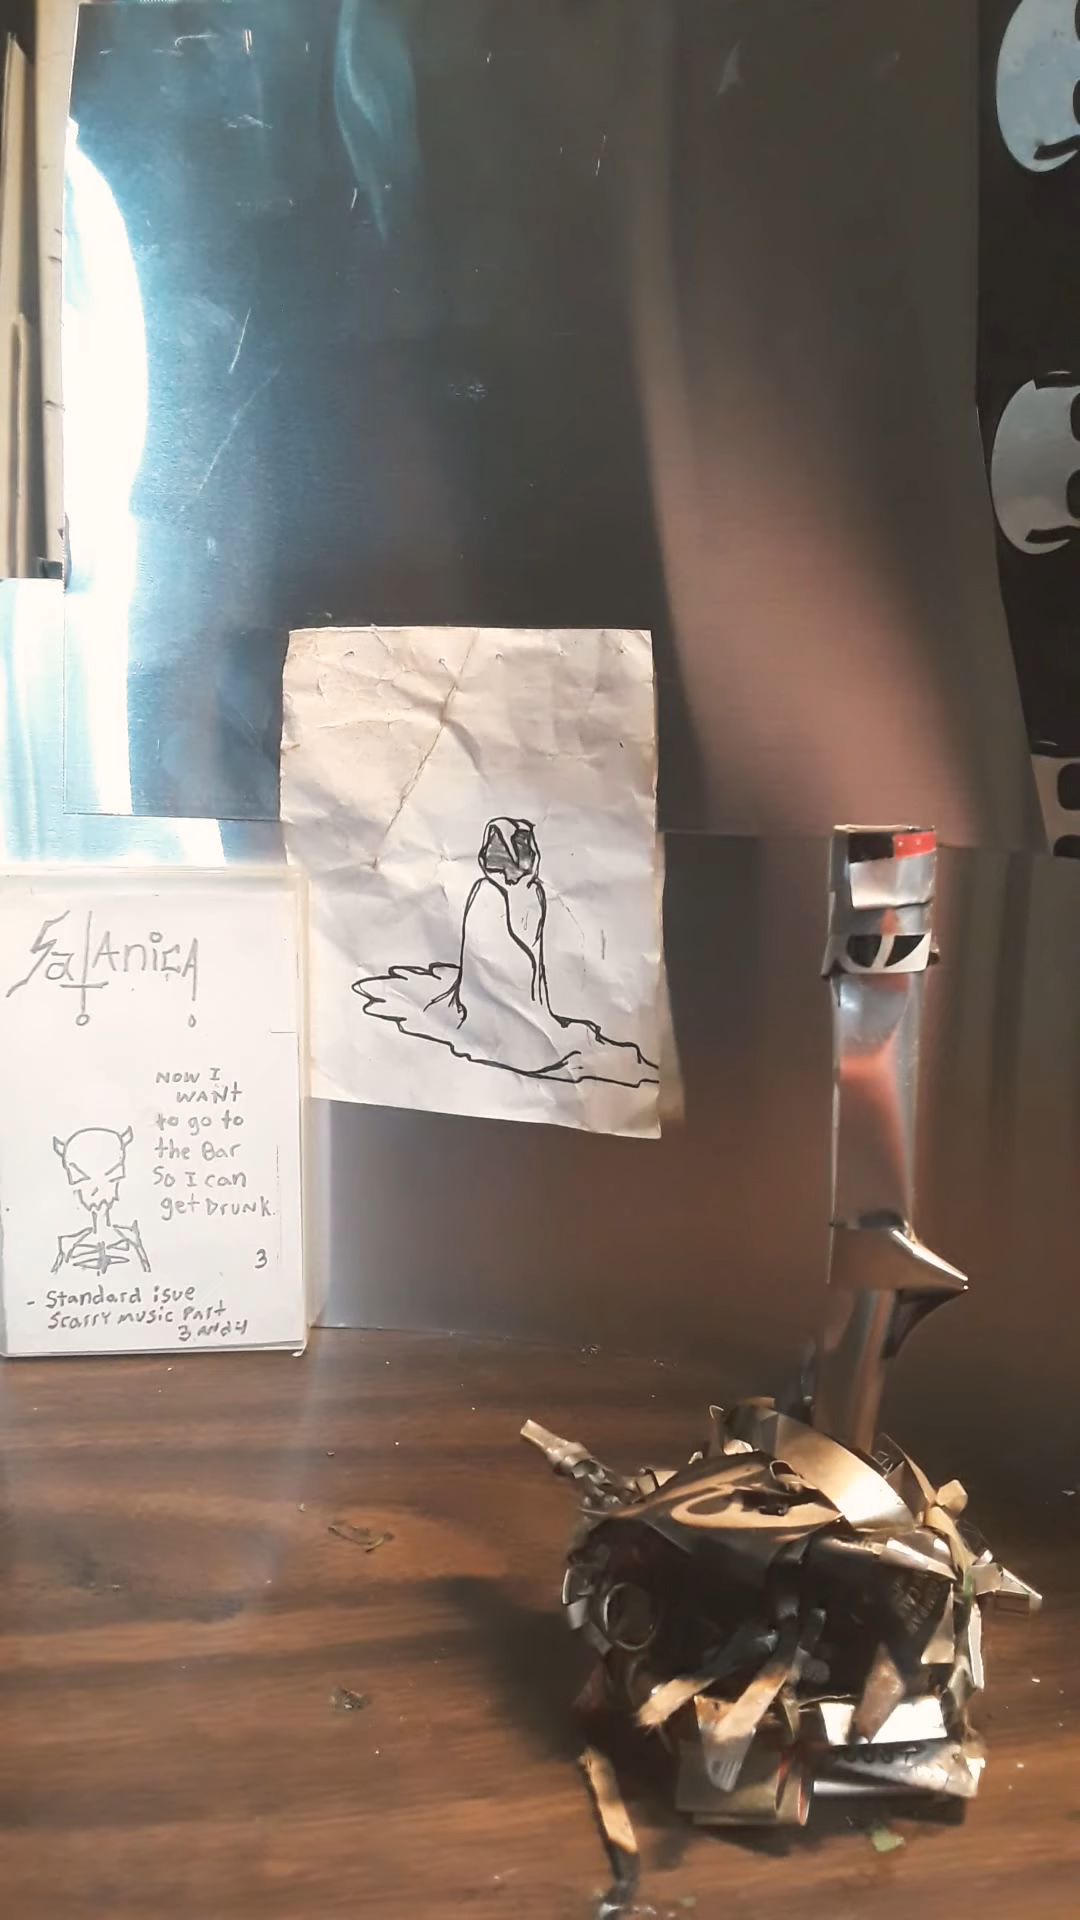 SatAnicA
NOW I
WANt
to go to
the Bar
So I can
get Drunk.
3
- Standard isue
Scarry music Part
3 and 4